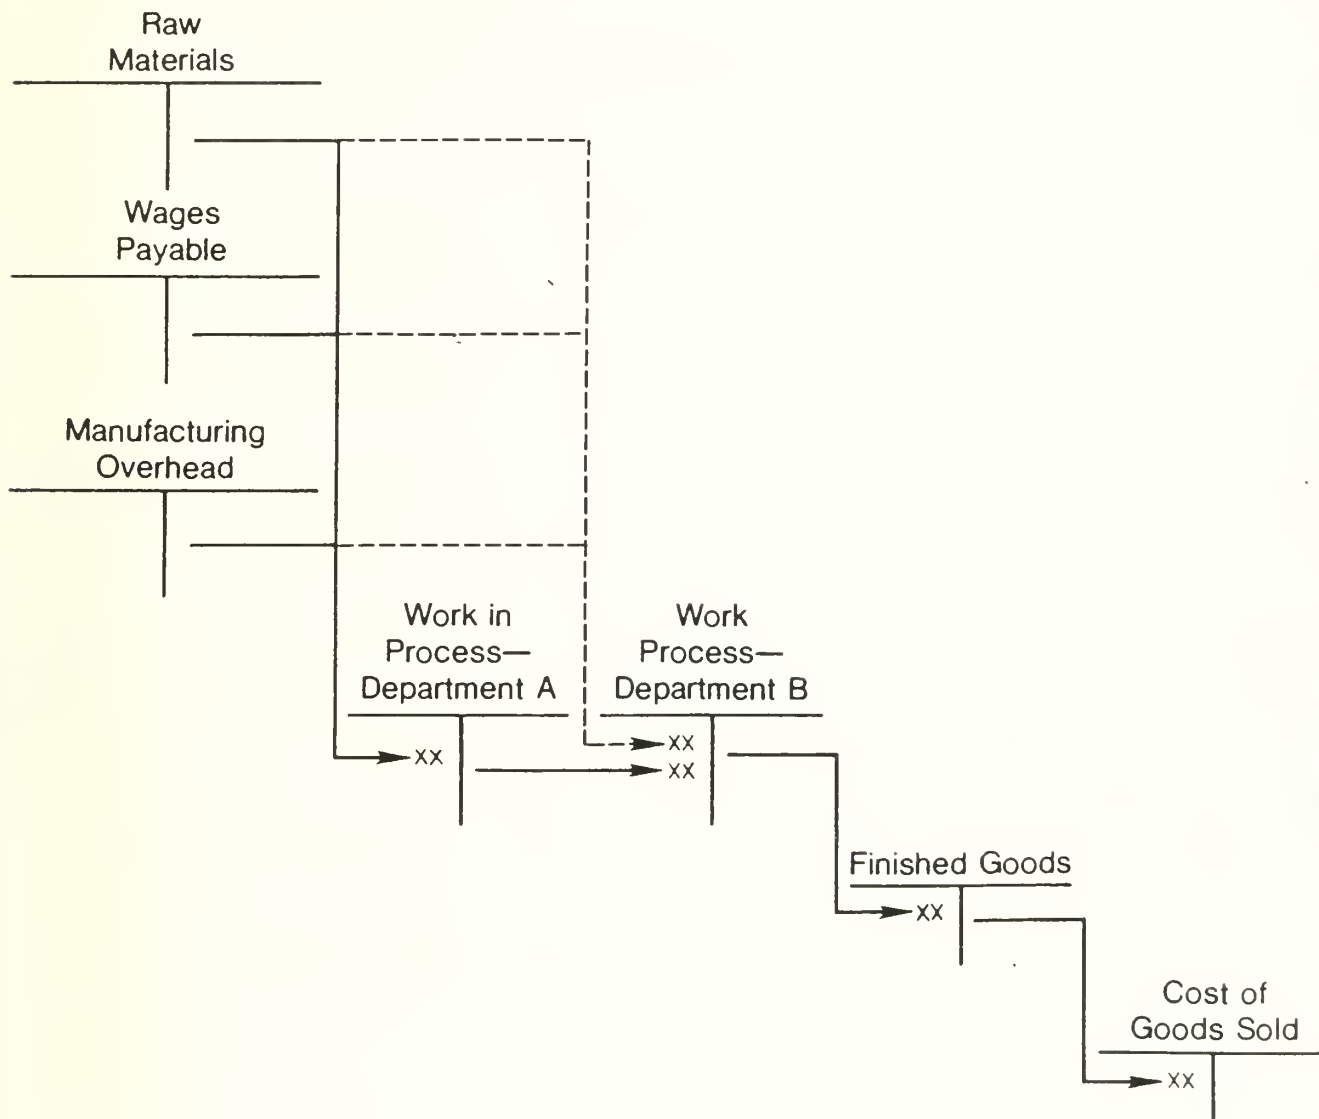 Raw
Materials
Wages
Payable
Manufacturing
Overhead
Work in
Process—
Department A
Work
Process—
Department B
XX
XX
XX
Finished Goods
XX
Cost of
Goods Sold
XX